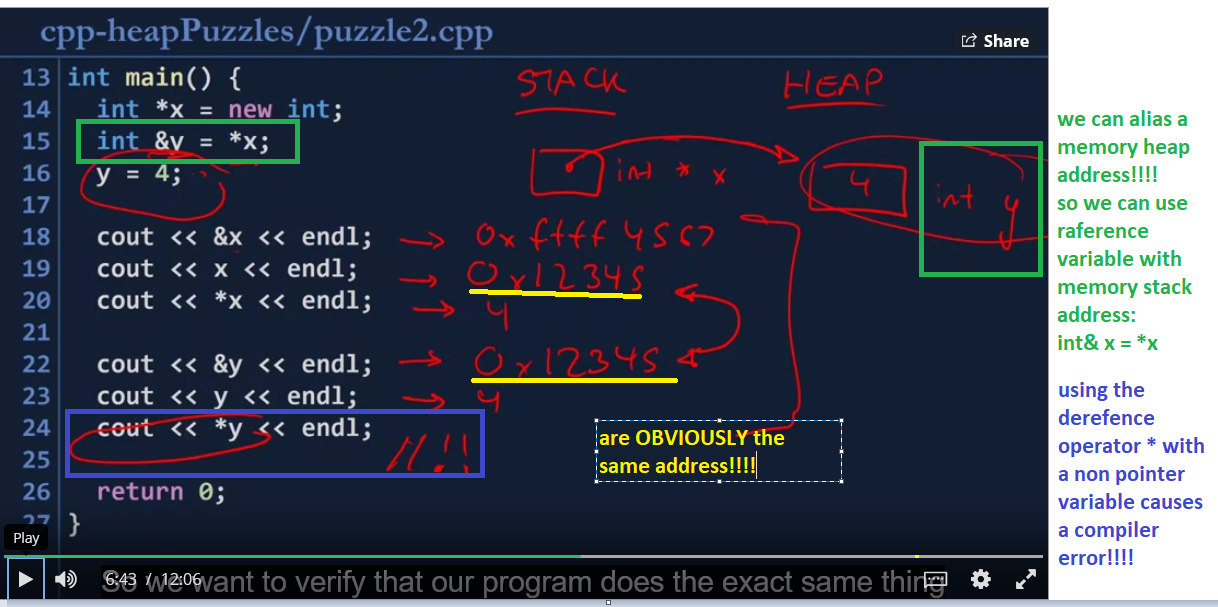 cpp-heapPuzzles/puzzle2.cpp
Share
13 int main() {
14 int *x = new int;
15 int &y = *x;
16 y = 4;
17
18 cout << &x << endl;
19 cout << x << endl;
20 cout << *x << endl;
21
22 cout << &y << endl;
23 cout << y << endl;
24 cout << *y << endl;
25
26 return 0;
27 }
STACK
HEAP
int * x
4
int y
0xffff 4567
0x12345
4
0x12345
4
!!
are OBVIOUSLY the
same address!!!!
we can alias a
memory heap
address!!!!
so we can use
raference
variable with
memory stack
address:
int& x = *x
using the
derefence
operator * with
a non pointer
variable causes
a compiler
error!!!!
Play
6:43 / 12:06
So we want to verify that our program does the exact same thing